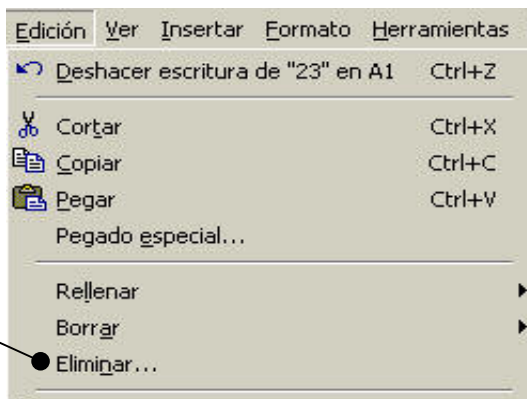 Edición Ver Insertar Formato Herramientas
Deshacer escritura de "23" en A1 Ctrl+Z
Cortar Ctrl+X
Copiar Ctrl+C
Pegar Ctrl+V
Pegado especial...
Rellenar
Borrar
Eliminar...